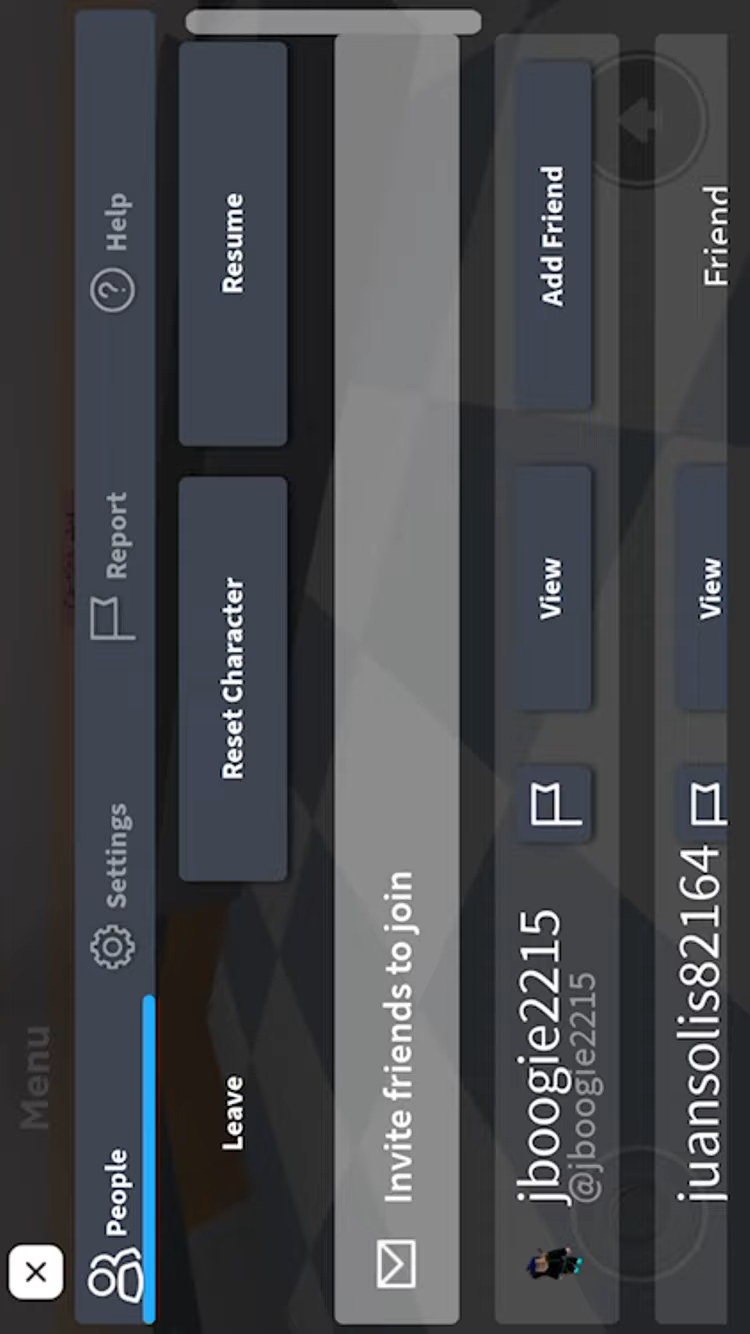 Menu
People
Settings
Report
Help
Leave
Reset Character
Resume
Invite friends to join
jboogie2215
@jboogie2215
View
Add Friend
juansolis82164
View
Friend